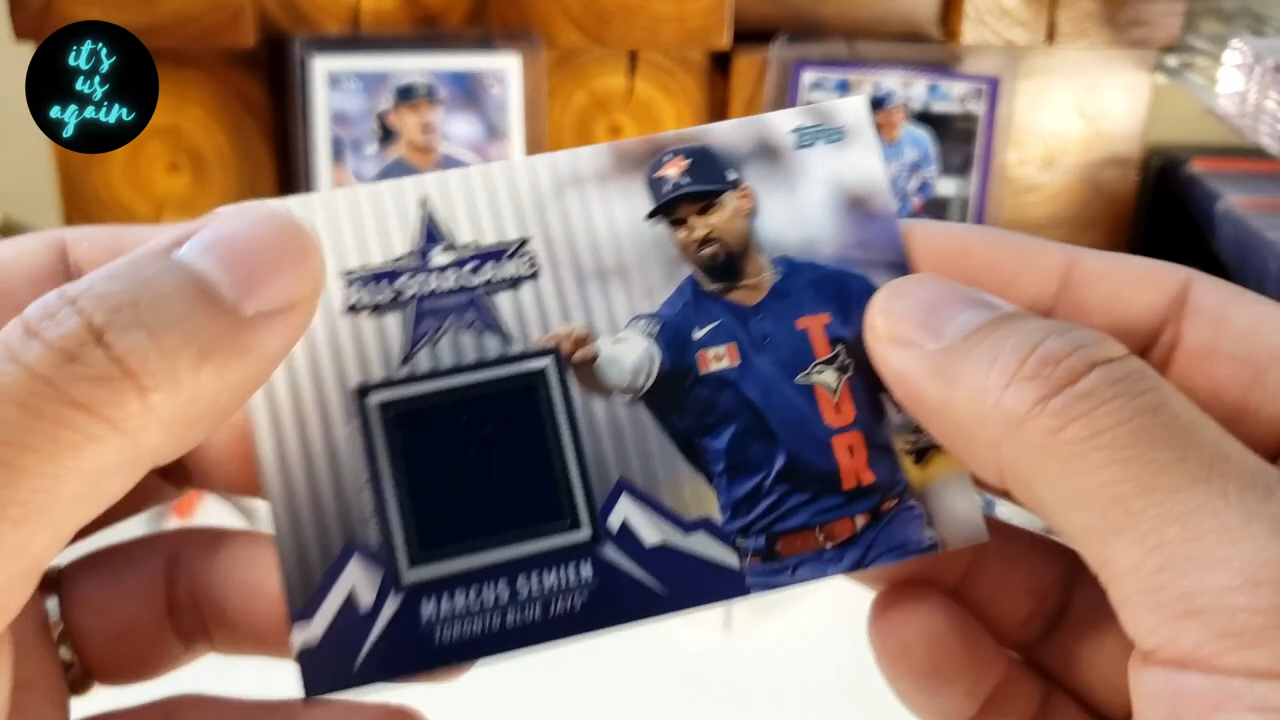 it's
us
again
TOPPS
ALL-STAR GAME
TOR
MARCUS SEMIEN
TORONTO BLUE JAYS